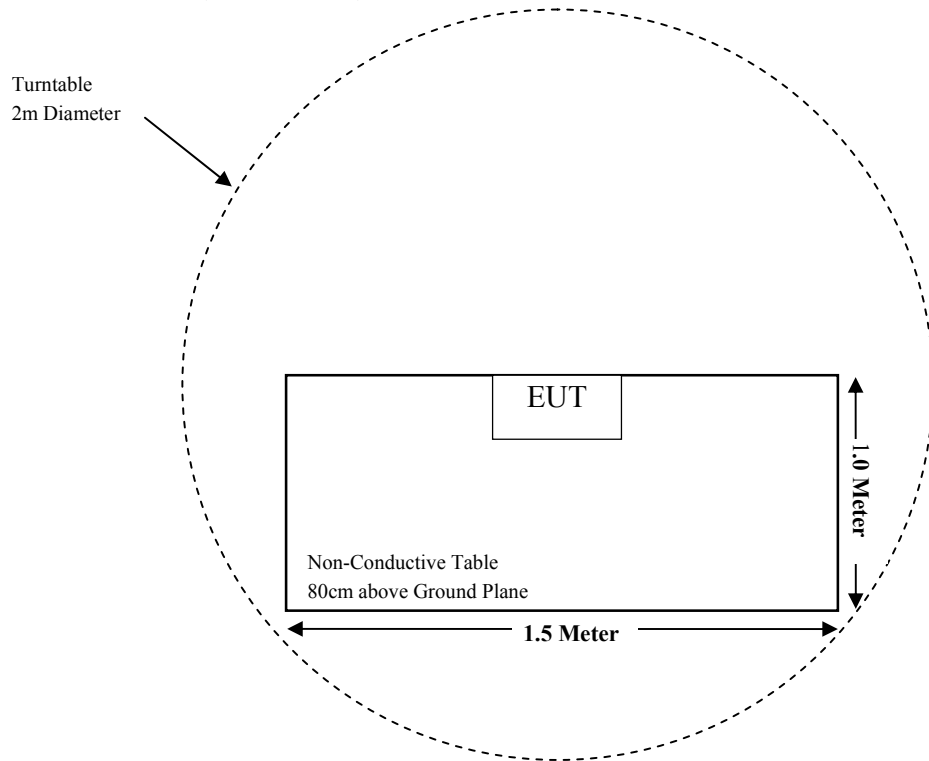 Turntable
2m Diameter
EUT
1.0 Meter
Non-Conductive Table
80cm above Ground Plane
1.5 Meter